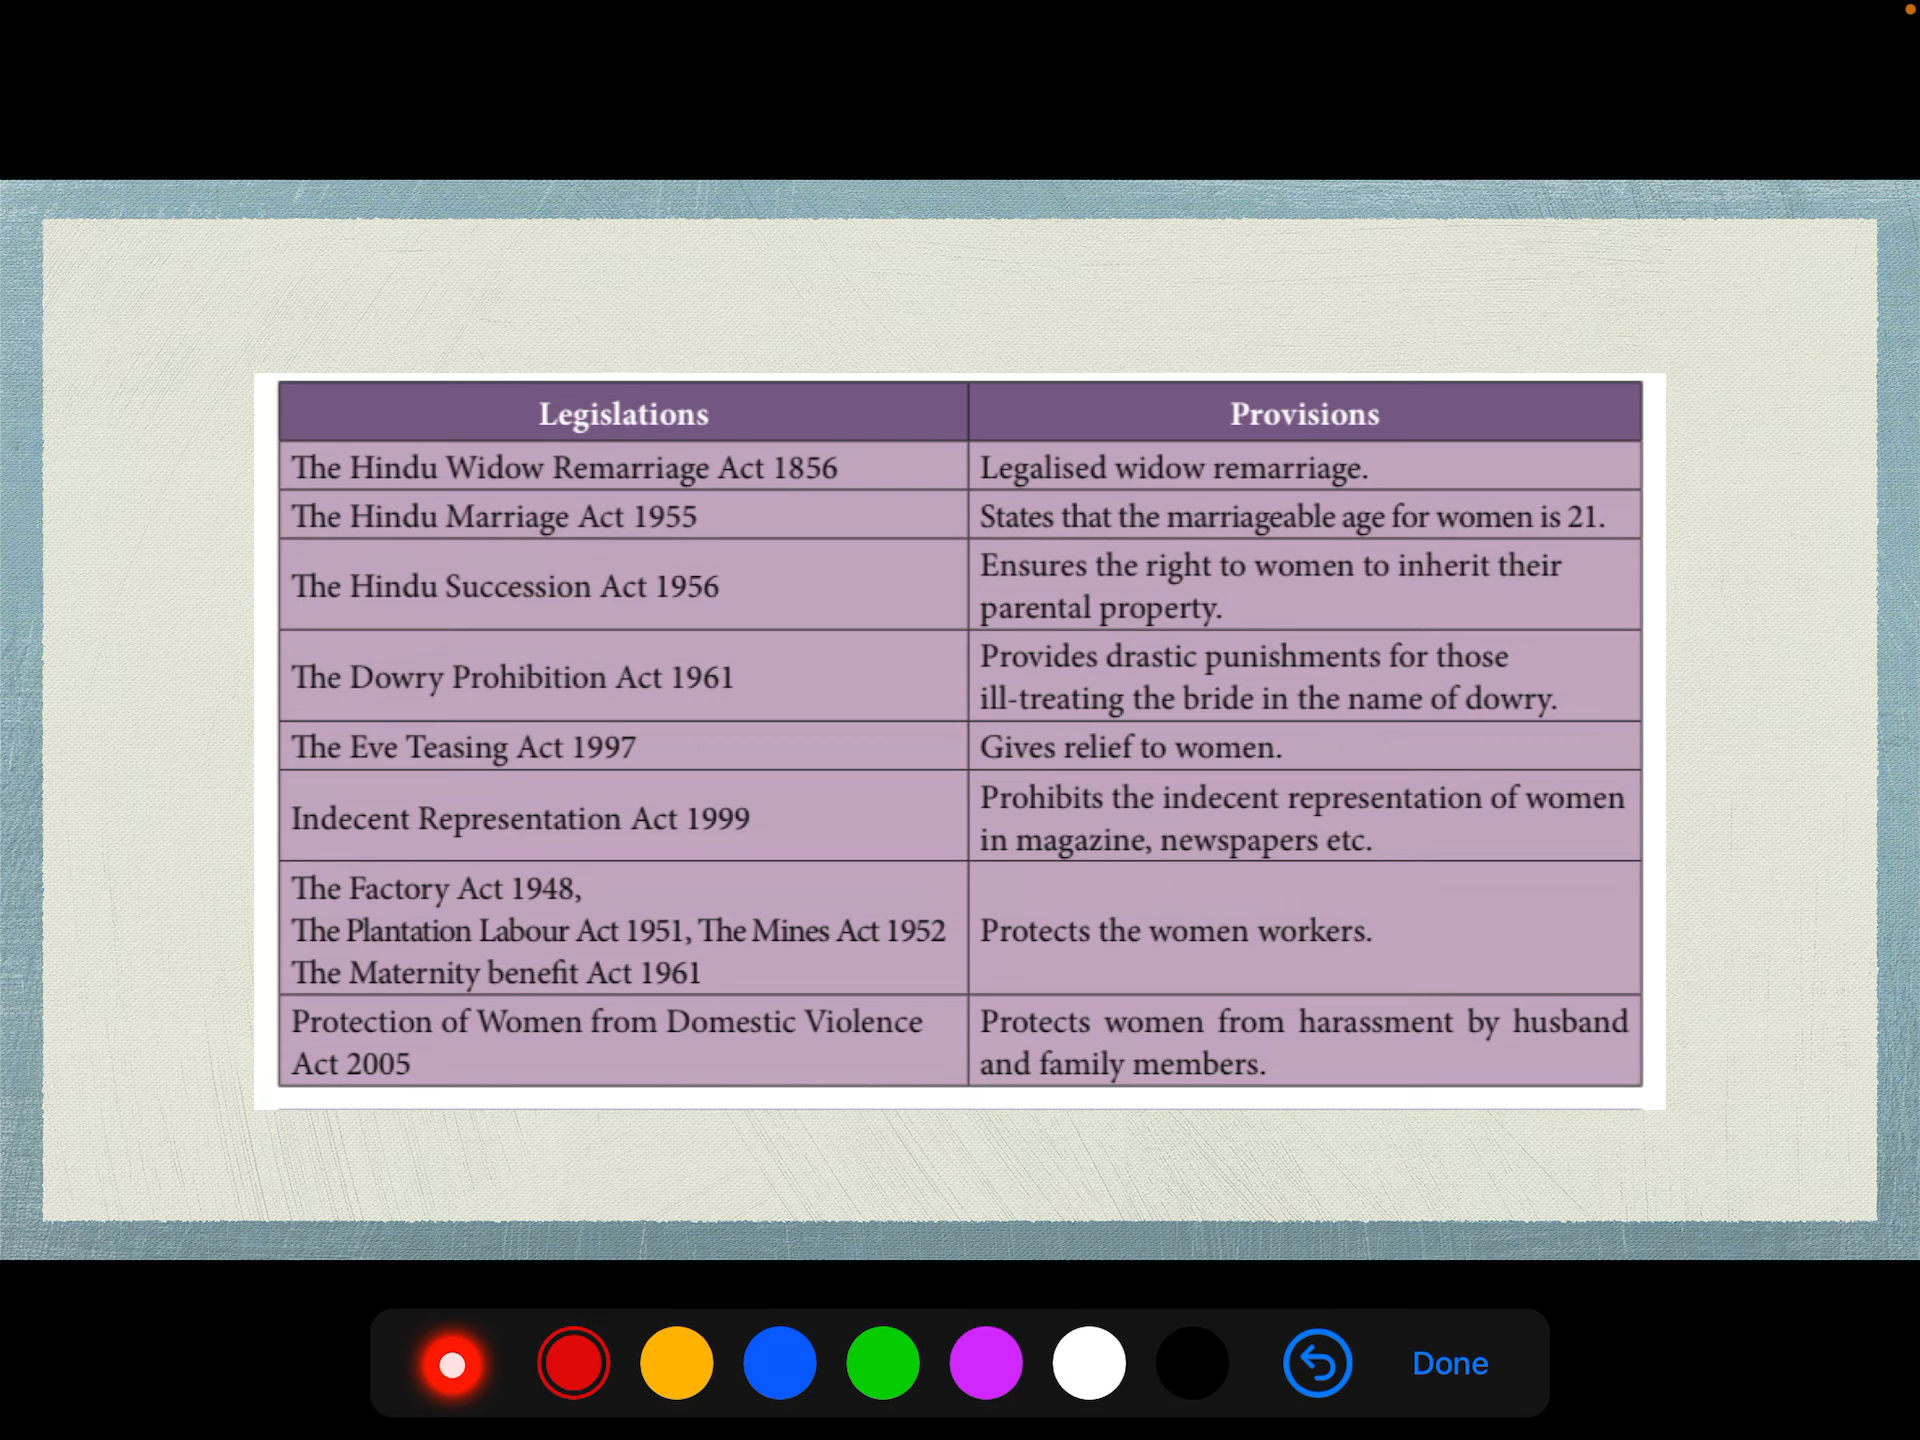 Legislations
Provisions
The Hindu Widow Remarriage Act 1856
Legalised widow remarriage.
The Hindu Marriage Act 1955
States that the marriageable age for women is 21.
The Hindu Succession Act 1956
Ensures the right to women to inherit their
parental property.
The Dowry Prohibition Act 1961
Provides drastic punishments for those
ill-treating the bride in the name of dowry.
The Eve Teasing Act 1997
Gives relief to women.
Indecent Representation Act 1999
Prohibits the indecent representation of women
in magazine, newspapers etc.
The Factory Act 1948,
The Plantation Labour Act 1951, The Mines Act 1952
The Maternity benefit Act 1961
Protects the women workers.
Protection of Women from Domestic Violence
Act 2005
Protects women from harassment by husband
and family members.
Done